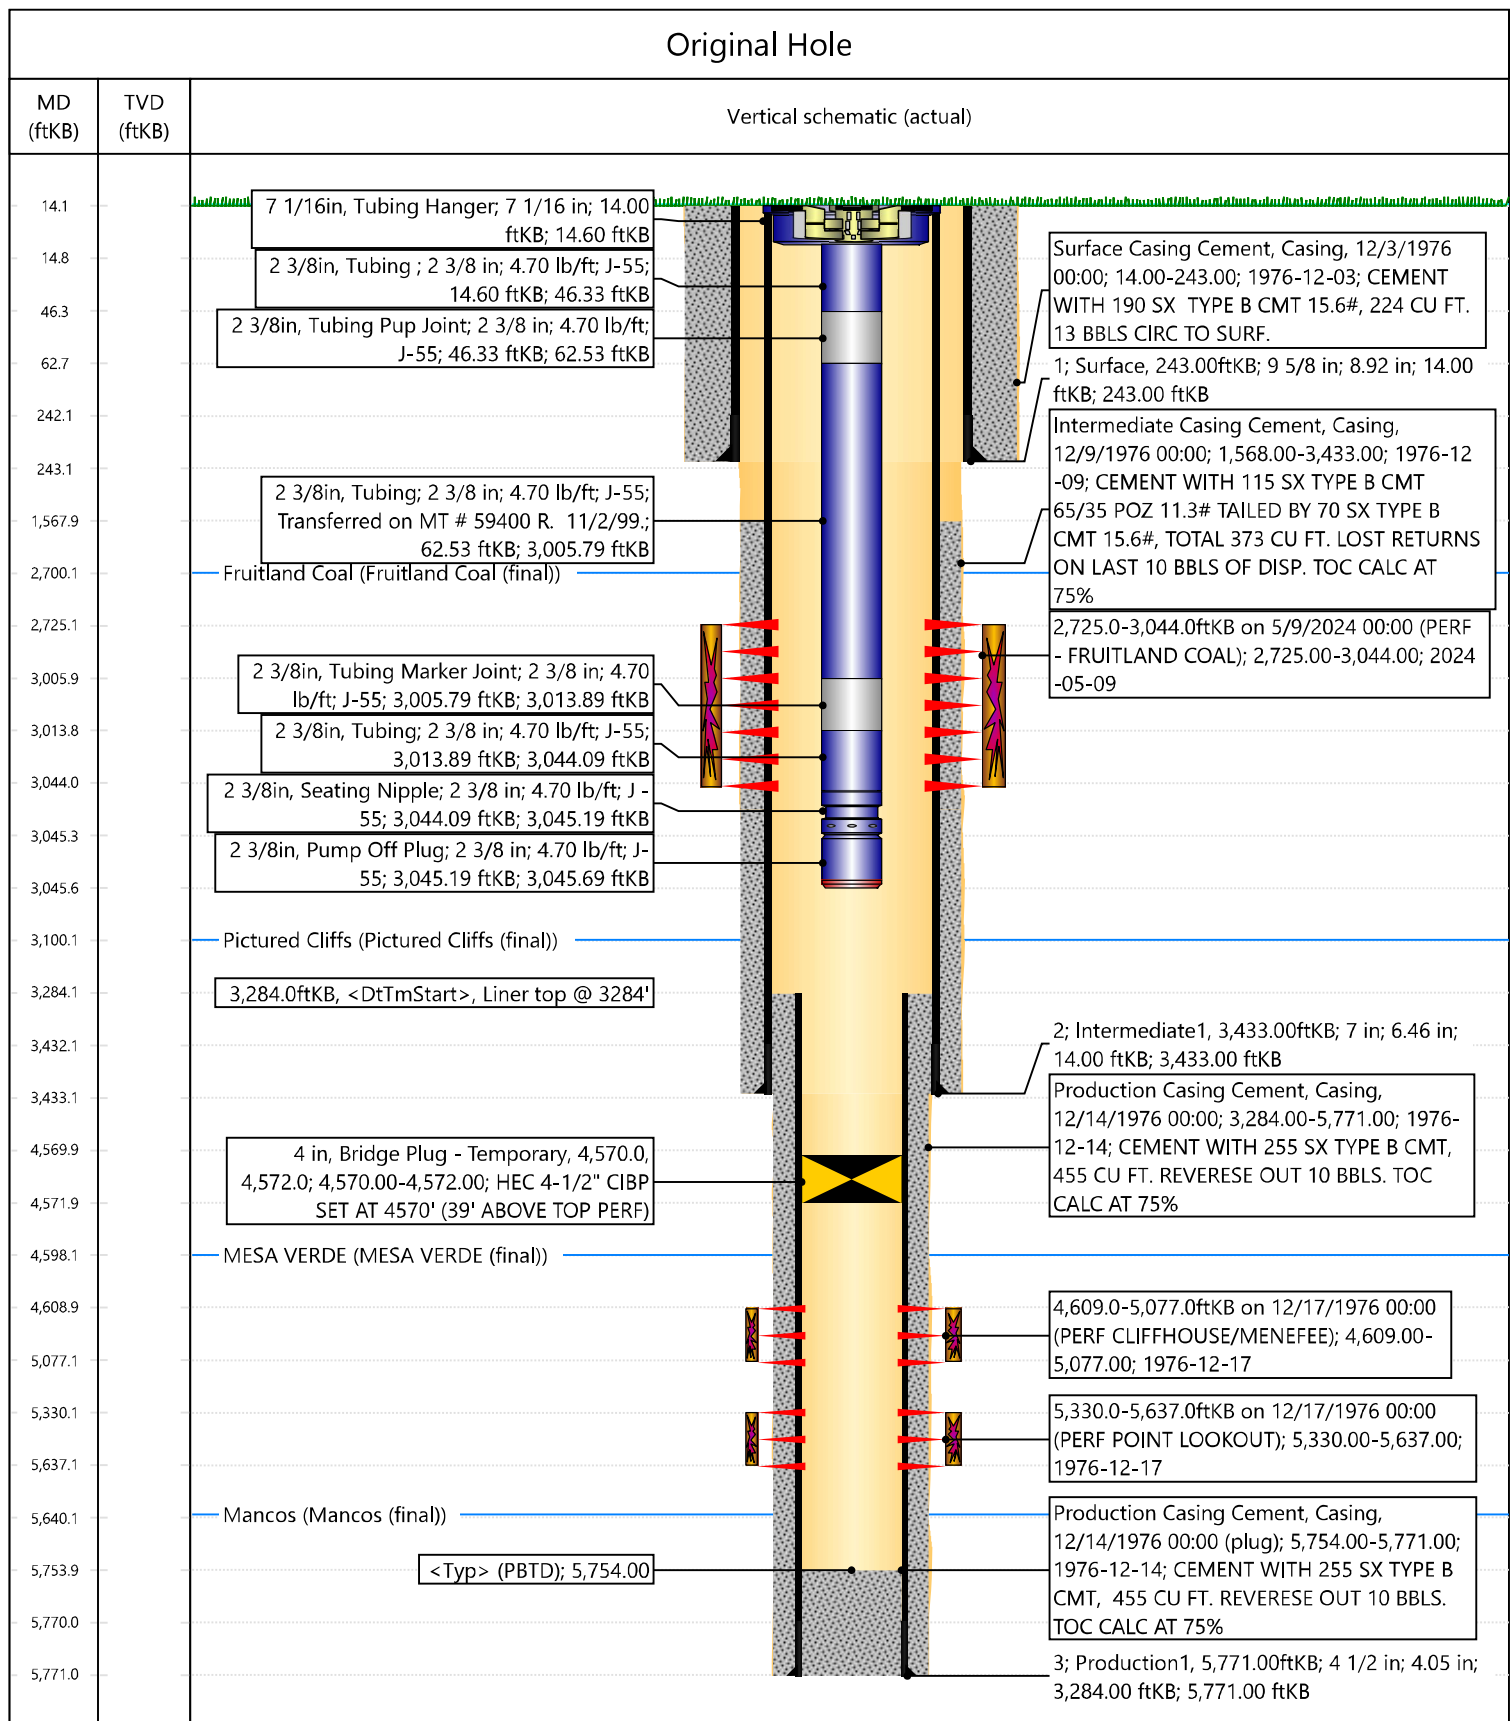 Original Hole
MD
(ftKB)
TVD
(ftKB)
Vertical schematic (actual)
14.1
14.8
46.3
62.7
242.1
243.1
1,567.9
2,700.1
2,725.1
3,005.9
3,013.8
3,044.0
3,045.3
3,045.6
3,100.1
3,284.1
3,432.1
3,433.1
4,569.9
4,571.9
4,598.1
4,608.9
5,077.1
5,330.1
5,637.1
5,640.1
5,753.9
5,770.0
5,771.0
7 1/16in, Tubing Hanger; 7 1/16 in; 14.00
ftKB; 14.60 ftKB
2 3/8in, Tubing ; 2 3/8 in; 4.70 lb/ft; J-55;
14.60 ftKB; 46.33 ftKB
2 3/8in, Tubing Pup Joint; 2 3/8 in; 4.70 lb/ft;
J-55; 46.33 ftKB; 62.53 ftKB
2 3/8in, Tubing; 2 3/8 in; 4.70 lb/ft; J-55;
Transferred on MT # 59400 R.  11/2/99.;
62.53 ftKB; 3,005.79 ftKB
Fruitland Coal (Fruitland Coal (final))
2 3/8in, Tubing Marker Joint; 2 3/8 in; 4.70
lb/ft; J-55; 3,005.79 ftKB; 3,013.89 ftKB
2 3/8in, Tubing; 2 3/8 in; 4.70 lb/ft; J-55;
3,013.89 ftKB; 3,044.09 ftKB
2 3/8in, Seating Nipple; 2 3/8 in; 4.70 lb/ft; J -
55; 3,044.09 ftKB; 3,045.19 ftKB
2 3/8in, Pump Off Plug; 2 3/8 in; 4.70 lb/ft; J-
55; 3,045.19 ftKB; 3,045.69 ftKB
Pictured Cliffs (Pictured Cliffs (final))
3,284.0ftKB, <DtTmStart>, Liner top @ 3284'
4 in, Bridge Plug - Temporary, 4,570.0,
4,572.0; 4,570.00-4,572.00; HEC 4-1/2" CIBP
SET AT 4570' (39' ABOVE TOP PERF)
MESA VERDE (MESA VERDE (final))
Mancos (Mancos (final))
<Typ> (PBTD); 5,754.00
Surface Casing Cement, Casing, 12/3/1976
00:00; 14.00-243.00; 1976-12-03; CEMENT
WITH 190 SX  TYPE B CMT 15.6#, 224 CU FT.
13 BBLS CIRC TO SURF.
1; Surface, 243.00ftKB; 9 5/8 in; 8.92 in; 14.00
ftKB; 243.00 ftKB
Intermediate Casing Cement, Casing,
12/9/1976 00:00; 1,568.00-3,433.00; 1976-12
-09; CEMENT WITH 115 SX TYPE B CMT
65/35 POZ 11.3# TAILED BY 70 SX TYPE B
CMT 15.6#, TOTAL 373 CU FT. LOST RETURNS
ON LAST 10 BBLS OF DISP. TOC CALC AT
75%
2,725.0-3,044.0ftKB on 5/9/2024 00:00 (PERF
- FRUITLAND COAL); 2,725.00-3,044.00; 2024
-05-09
2; Intermediate1, 3,433.00ftKB; 7 in; 6.46 in;
14.00 ftKB; 3,433.00 ftKB
Production Casing Cement, Casing,
12/14/1976 00:00; 3,284.00-5,771.00; 1976-
12-14; CEMENT WITH 255 SX TYPE B CMT,
455 CU FT. REVERESE OUT 10 BBLS. TOC
CALC AT 75%
4,609.0-5,077.0ftKB on 12/17/1976 00:00
(PERF CLIFFHOUSE/MENEFEE); 4,609.00-
5,077.00; 1976-12-17
5,330.0-5,637.0ftKB on 12/17/1976 00:00
(PERF POINT LOOKOUT); 5,330.00-5,637.00;
1976-12-17
Production Casing Cement, Casing,
12/14/1976 00:00 (plug); 5,754.00-5,771.00;
1976-12-14; CEMENT WITH 255 SX TYPE B
CMT,  455 CU FT. REVERESE OUT 10 BBLS.
TOC CALC AT 75%
3; Production1, 5,771.00ftKB; 4 1/2 in; 4.05 in;
3,284.00 ftKB; 5,771.00 ftKB